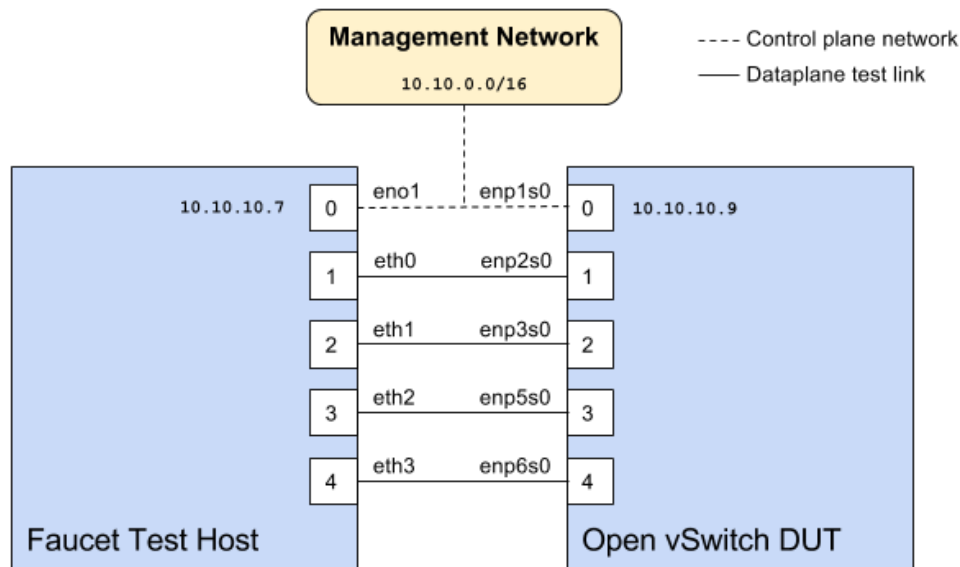 Management Network
10.10.0.0/16
Control plane network
Dataplane test link
10.10.10.7
0
eno1
enp1s0
0
10.10.10.9
1
eth0
enp2s0
1
2
eth1
enp3s0
2
3
eth2
enp5s0
3
4
eth3
enp6s0
4
Faucet Test Host
Open vSwitch DUT